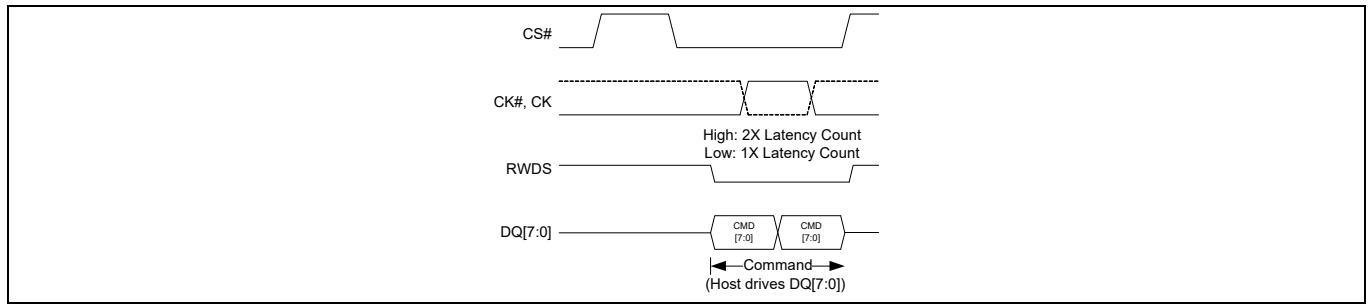 CS#
CK#, CK
High: 2X Latency Count
Low: 1X Latency Count
RWDS
DQ[7:0]
CMD
[7:0]
CMD
[7:0]
Command
(Host drives DQ[7:0])